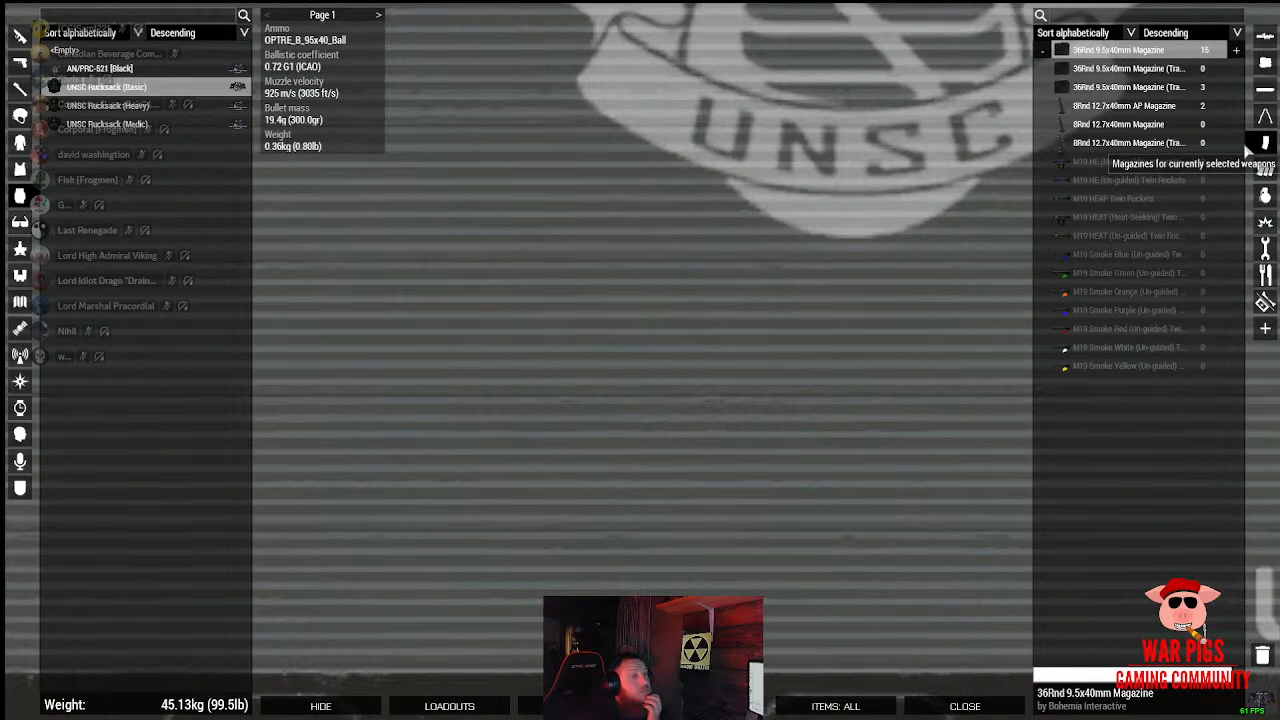 Sort alphabetically
Descending
<Empty>
Canadian Beverage Com...
AN/PRC-521 [Black]
UNSC Rucksack (Basic)
UNSC Rucksack (Heavy)
UNSC Rucksack (Medic)
Corporal [Frogmen]
david washington
Fish [Frogmen]
G...
Last Renegade
Lord High Admiral Viking
Lord Idiot Drago "Drain...
Lord Marshal Pracordial
Nihil
w...
Weight:
45.13kg (99.5lb)
<
Page 1
>
Ammo
OPTRE_B_95x40_Ball
Ballistic coefficient
0.72 G1 (ICAO)
Muzzle velocity
925 m/s (3035 ft/s)
Bullet mass
19.4g (300.0gr)
Weight
0.36kg (0.80lb)
UNSC
HIDE
LOADOUTS
ITEMS: ALL
CLOSE
Sort alphabetically
Descending
- 36Rnd 9.5x40mm Magazine 15 +
36Rnd 9.5x40mm Magazine (Tra... 0
36Rnd 9.5x40mm Magazine (Tra... 3
8Rnd 12.7x40mm AP Magazine 2
8Rnd 12.7x40mm Magazine 0
8Rnd 12.7x40mm Magazine (Tra... 0
Magazines for currently selected weapons
M19 HE (Un-guided) Twin Rockets 0
M19 HEAP Twin Rockets 0
M19 HEAT (Heat-Seeking) Twin ... 0
M19 HEAT (Un-guided) Twin Roc... 0
M19 Smoke Blue (Un-guided) Tw... 0
M19 Smoke Green (Un-guided) T... 0
M19 Smoke Orange (Un-guided) ... 0
M19 Smoke Purple (Un-guided) ... 0
M19 Smoke Red (Un-guided) Twi... 0
M19 Smoke White (Un-guided) T... 0
M19 Smoke Yellow (Un-guided) ... 0
WAR PIGS
GAMING COMMUNITY
36Rnd 9.5x40mm Magazine
by Bohemia Interactive
61 FPS